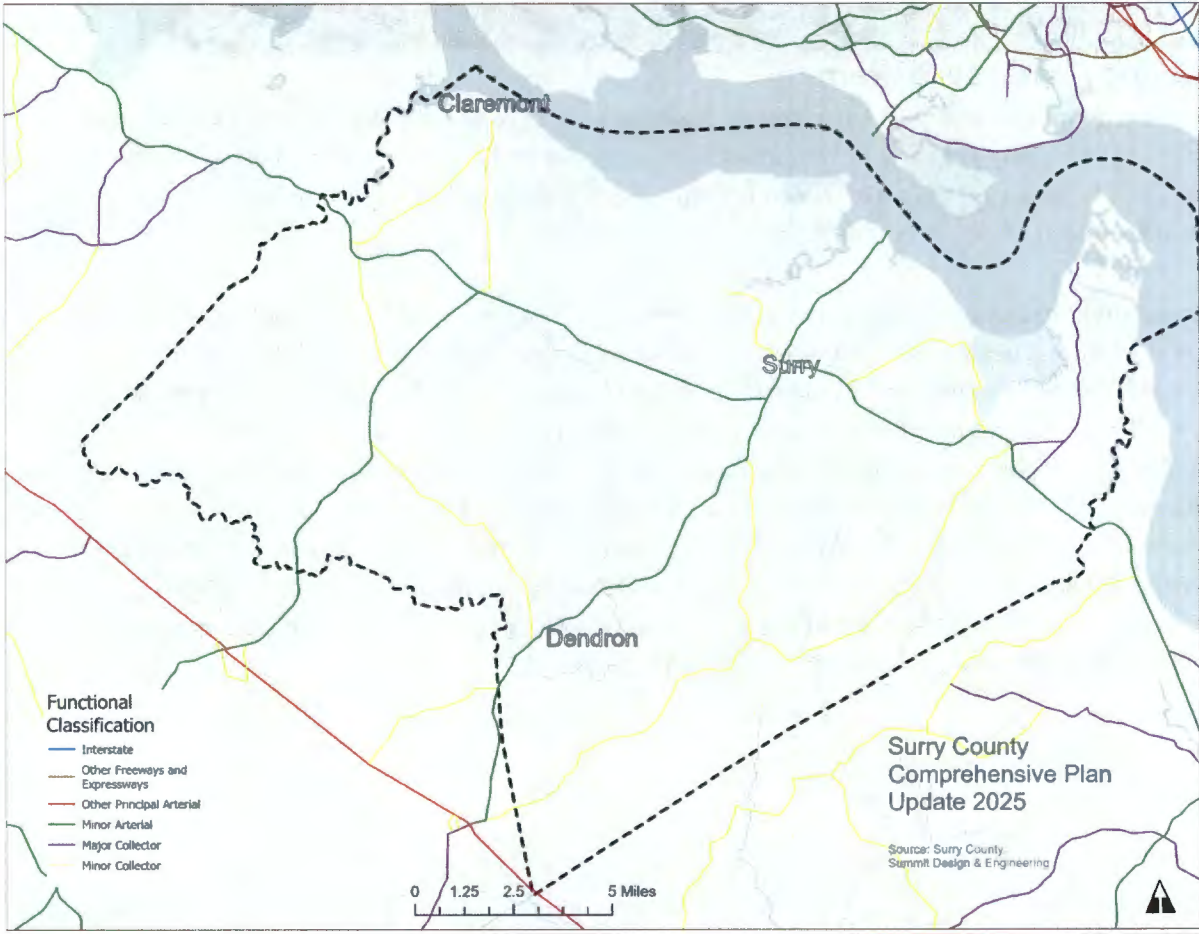 Claremont
Surry
Dendron
Functional
Classification
Interstate
Other Freeways and
Expressways
Other Principal Arterial
Minor Arterial
Major Collector
Minor Collector
0 1.25 2.5 5 Miles
Surry County
Comprehensive Plan
Update 2025
Source: Surry County
Summit Design & Engineering